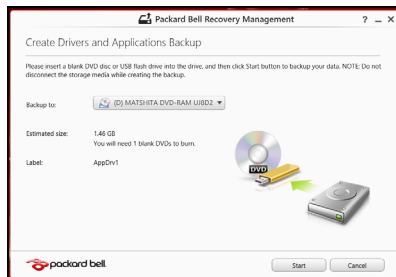 Packard Bell Recovery Management
? _ X
Create Drivers and Applications Backup
Please insert a blank DVD disc or USB flash drive into the drive, and then click Start button to backup your data. NOTE: Do not
disconnect the storage media while creating the backup.
Backup to: (D) MATSHITA DVD-RAM UJ8D2
Estimated size: 1.46 GB
You will need 1 blank DVDs to burn.
Label: AppDrv1
DVD
packard bell
Start Cancel